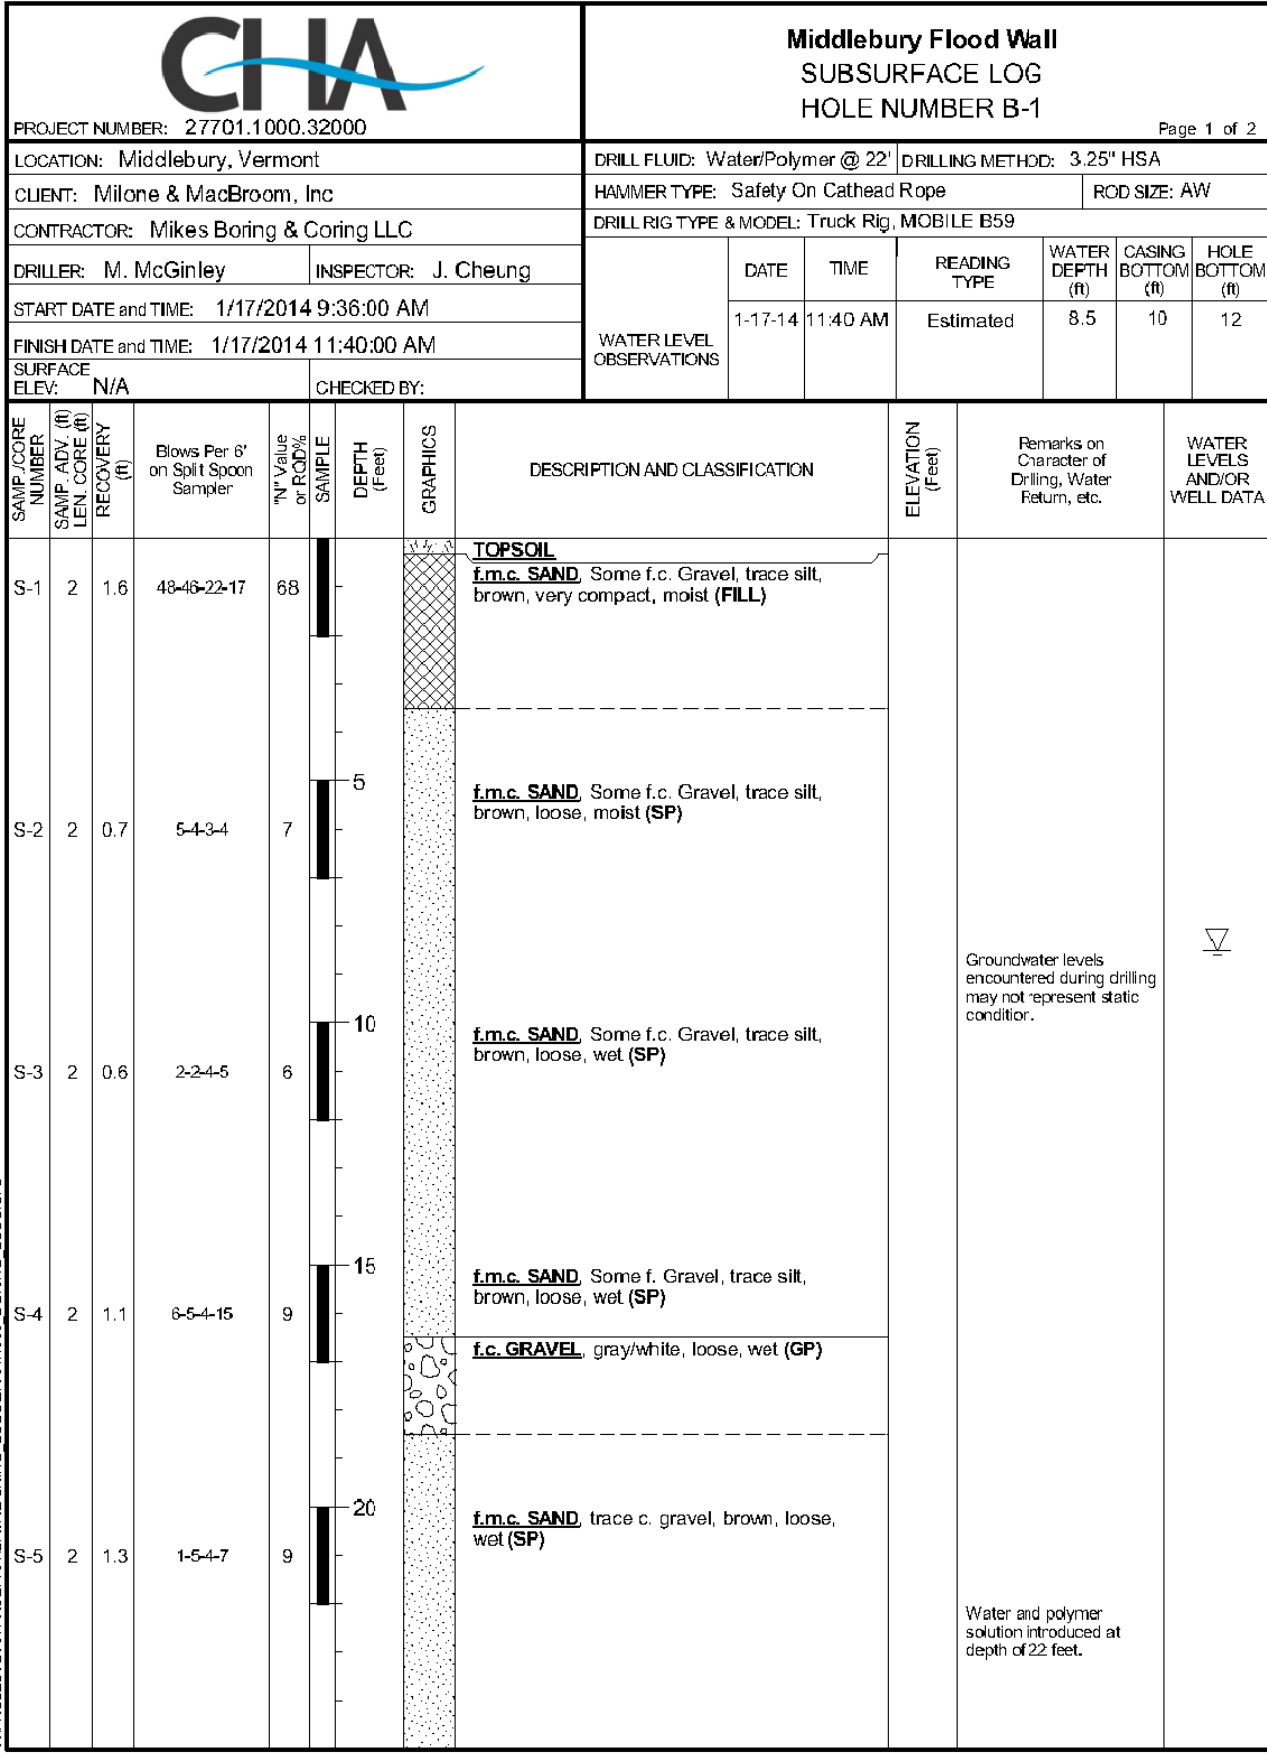 CHA
PROJECT NUMBER: 27701.1000.32000
Middlebury Flood Wall
SUBSURFACE LOG
HOLE NUMBER B-1
Page 1 of 2
LOCATION: Middlebury, Vermont
DRILL FLUID: Water/Polymer @ 22' DRILLING METHOD: 3.25" HSA
CLIENT: Milone & MacBroom, Inc
HAMMER TYPE: Safety On Cathead Rope ROD SIZE: AW
CONTRACTOR: Mikes Boring & Coring LLC
DRILL RIG TYPE & MODEL: Truck Rig, MOBILE B59
DRILLER: M. McGinley INSPECTOR: J. Cheung
START DATE and TIME: 1/17/2014 9:36:00 AM
FINISH DATE and TIME: 1/17/2014 11:40:00 AM
SURFACE
ELEV: N/A CHECKED BY:
WATER LEVEL
OBSERVATIONS
DATE TIME READING
TYPE WATER
DEPTH
(ft) CASING
BOTTOM
(ft) HOLE
BOTTOM
(ft)
1-17-14 11:40 AM Estimated 8.5 10 12
SAMP./CORE
NUMBER
SAMP. ADV. (ft)
LEN. CORE (ft)
RECOVERY
(ft)
Blows Per 6"
on Split Spoon
Sampler
"N" Value
or RQD%
SAMPLE
DEPTH
(Feet)
GRAPHICS
DESCRIPTION AND CLASSIFICATION
ELEVATION
(Feet)
Remarks on
Character of
Drilling, Water
Return, etc.
WATER
LEVELS
AND/OR
WELL DATA
TOPSOIL
S-1 2 1.6 48-46-22-17 68
f.m.c. SAND, Some f.c. Gravel, trace silt,
brown, very compact, moist (FILL)
5
f.m.c. SAND, Some f.c. Gravel, trace silt,
brown, loose, moist (SP)
S-2 2 0.7 5-4-3-4 7
Groundwater levels
encountered during drilling
may not represent static
condition.
10
f.m.c. SAND, Some f.c. Gravel, trace silt,
brown, loose, wet (SP)
S-3 2 0.6 2-2-4-5 6
15
f.m.c. SAND, Some f. Gravel, trace silt,
brown, loose, wet (SP)
S-4 2 1.1 6-5-4-15 9
f.c. GRAVEL, gray/white, loose, wet (GP)
20
f.m.c. SAND, trace c. gravel, brown, loose,
wet (SP)
S-5 2 1.3 1-5-4-7 9
Water and polymer
solution introduced at
depth of 22 feet.